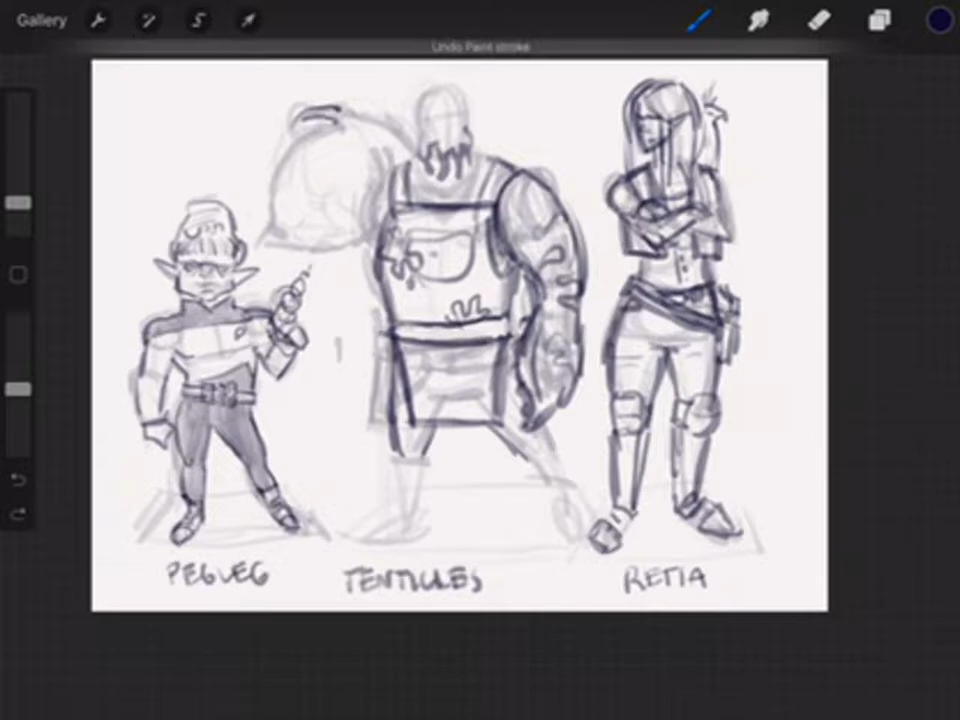 Gallery
Undo Paint stroke
PEGLEG
TENTICLES
RETIA